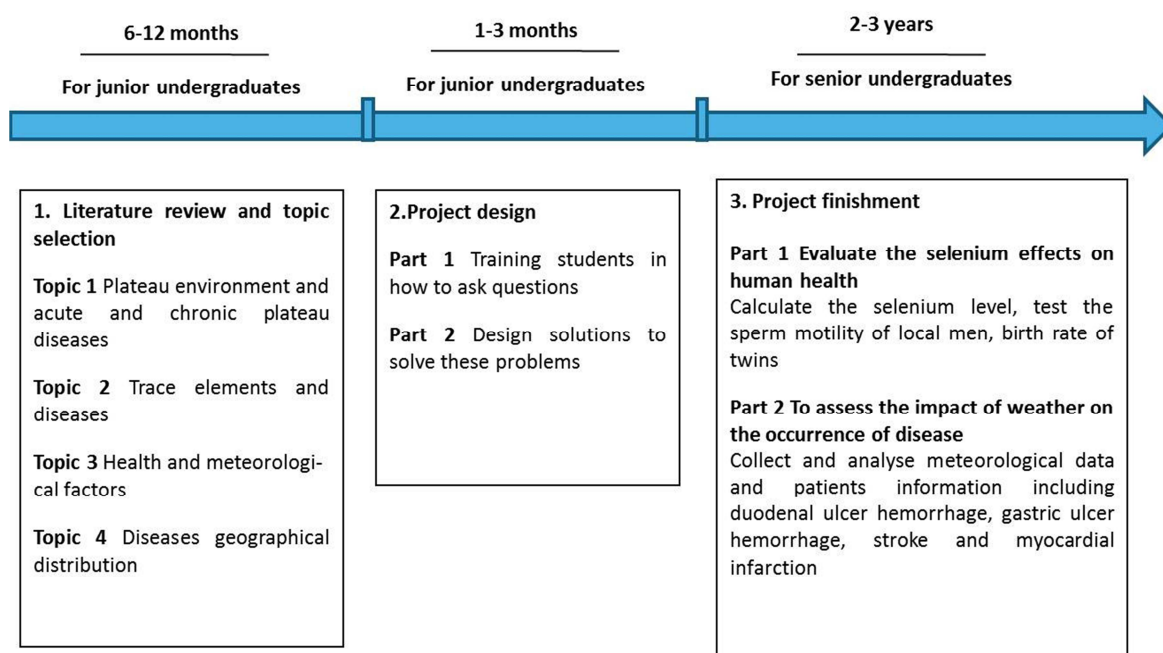 6-12 months
For junior undergraduates
1-3 months
For junior undergraduates
2-3 years
For senior undergraduates
1. Literature review and topic
selection
Topic 1 Plateau environment and
acute and chronic plateau
diseases
Topic 2 Trace elements and
diseases
Topic 3 Health and meteorologi-
cal factors
Topic 4 Diseases geographical
distribution
2.Project design
Part 1 Training students in
how to ask questions
Part 2 Design solutions to
solve these problems
3. Project finishment
Part 1 Evaluate the selenium effects on
human health
Calculate the selenium level, test the
sperm motility of local men, birth rate of
twins
Part 2 To assess the impact of weather on
the occurrence of disease
Collect and analyse meteorological data
and patients information including
duodenal ulcer hemorrhage, gastric ulcer
hemorrhage, stroke and myocardial
infarction